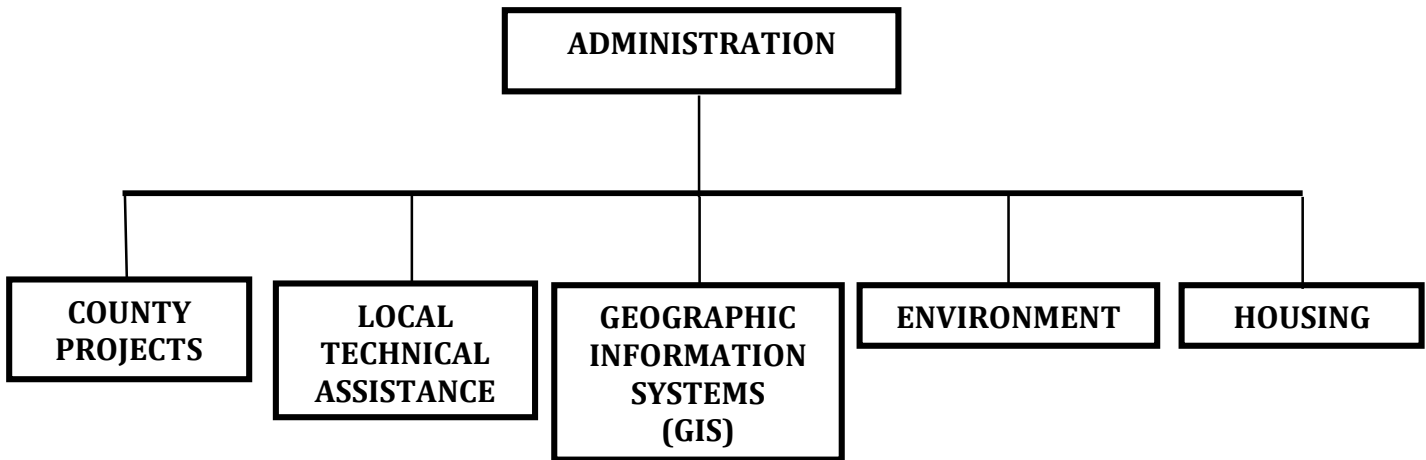 ADMINISTRATION
COUNTY
PROJECTS
LOCAL
TECHNICAL
ASSISTANCE
GEOGRAPHIC
INFORMATION
SYSTEMS
(GIS)
ENVIRONMENT
HOUSING